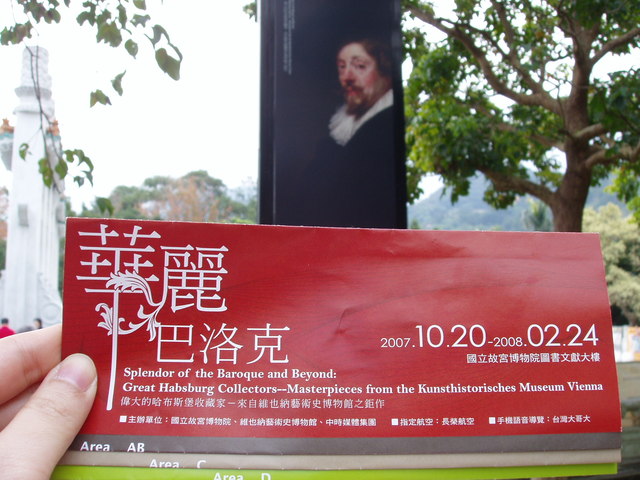 華麗
巴洛克
2007.10.20-2008.02.24
國立故宮博物院圖書文獻大樓
Splendor of the Baroque and Beyond:
Great Habsburg Collectors--Masterpieces from the Kunsthistorisches Museum Vienna
偉大的哈布斯堡收藏家－來自維也納藝術史博物館之鉅作
■主辦單位：國立故宮博物院、維也納藝術史博物館、中時媒體集團 ■指定航空：長榮航空 ■手機語音導覽：台灣大哥大
Area AB
Area C
Area D